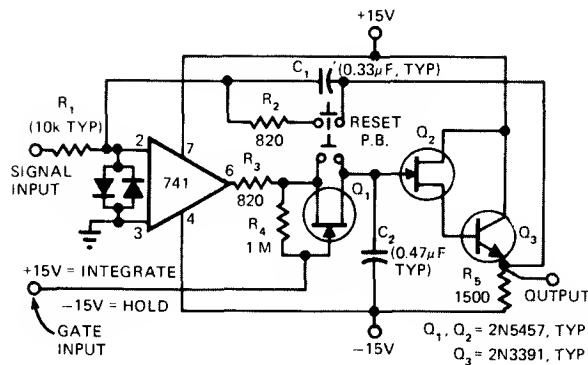 +15V
C1 (0.33µF, TYP)
R1
(10k TYP)
R2
820
RESET
P.B.
SIGNAL
INPUT
2
7
741
6
3
4
R3
820
R4
1 M
Q1
Q2
Q3
C2
(0.47µF
TYP)
R5
1500
OUTPUT
+15V = INTEGRATE
−15V = HOLD
GATE
INPUT
−15V
Q1, Q2 = 2N5457, TYP
Q3 = 2N3391, TYP